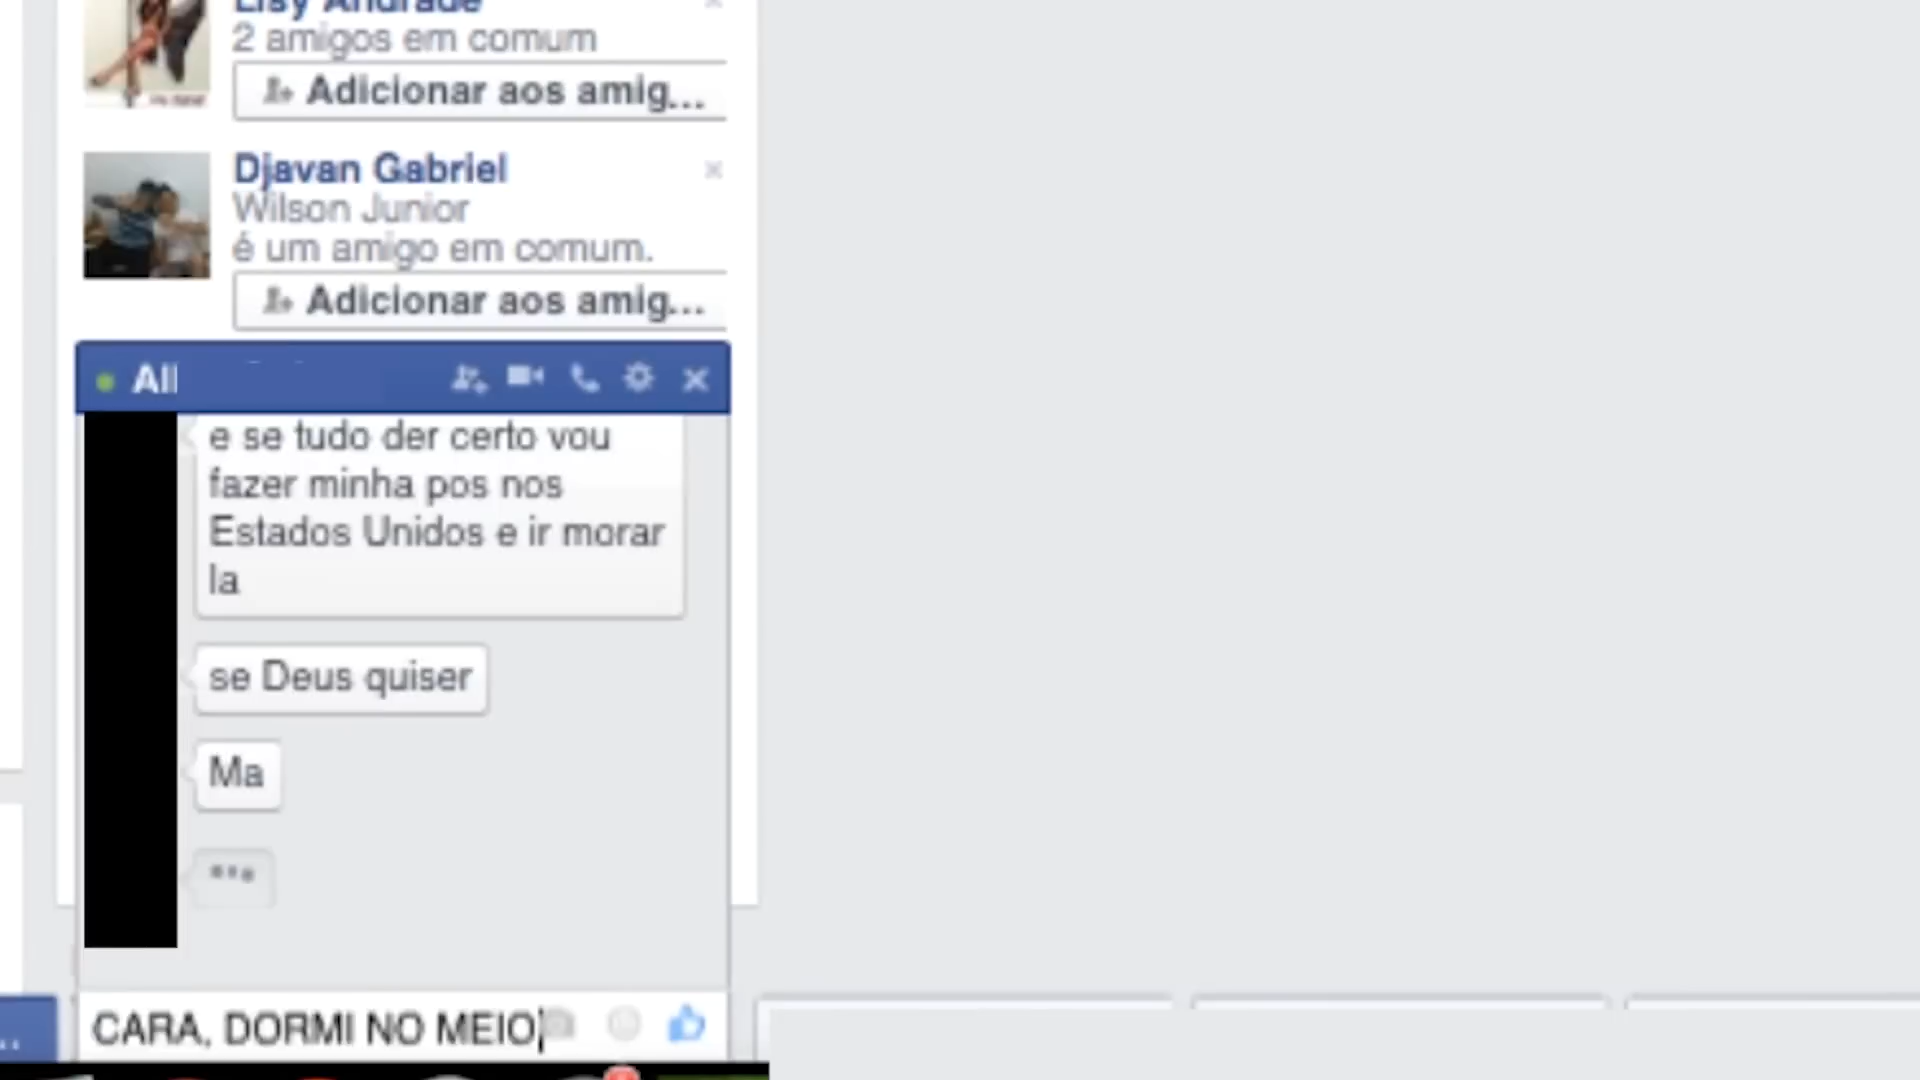 Lisy Andrade
2 amigos em comum
Adicionar aos amig...
Djavan Gabriel
Wilson Junior
é um amigo em comum.
Adicionar aos amig...
All
e se tudo der certo vou
fazer minha pos nos
Estados Unidos e ir morar
la
se Deus quiser
Ma
CARA, DORMI NO MEIO